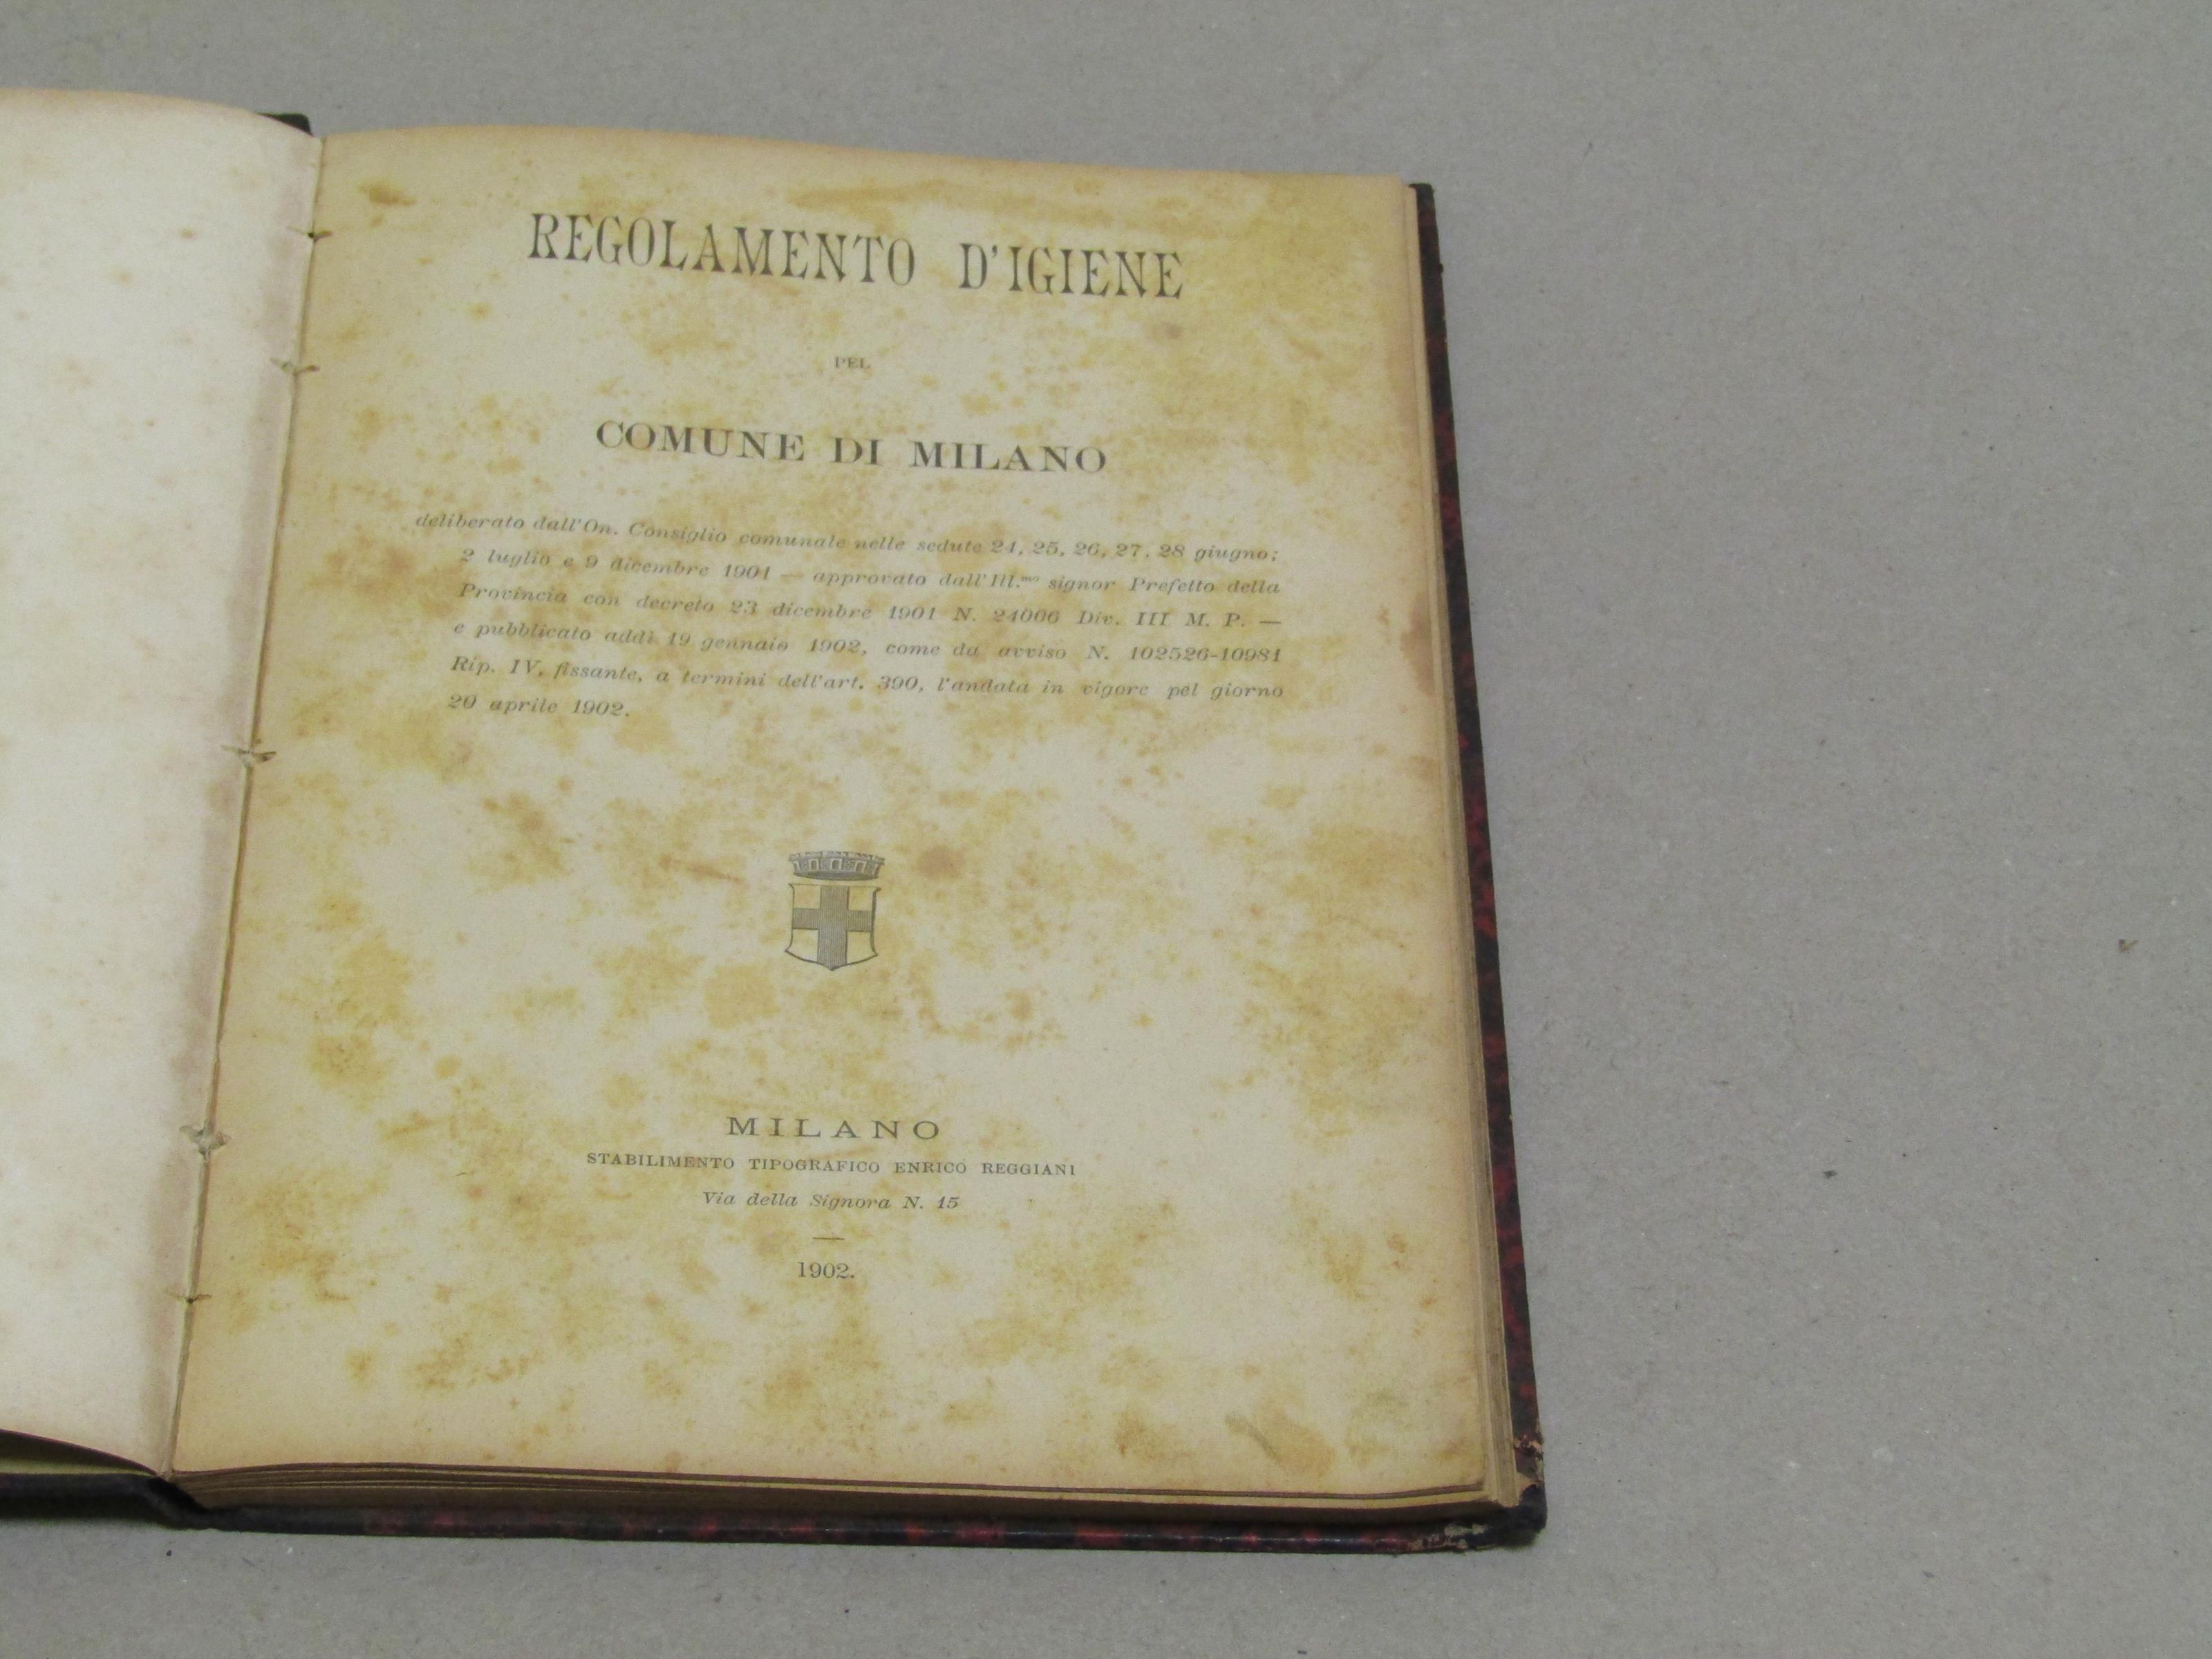 REGOLAMENTO D'IGIENE
PEL
COMUNE DI MILANO
deliberato dall'On. Consiglio comunale nelle sedute 24, 25, 26, 27, 28 giugno;
2 luglio e 9 dicembre 1901 — approvato dall'Ill.mo signor Prefetto della
Provincia con decreto 23 dicembre 1901 N. 24006 Div. III M. P. —
e pubblicato addì 19 gennaio 1902, come da avviso N. 102526-10981
Rip. IV, fissante, a termini dell'art. 390, l'andata in vigore pel giorno
20 aprile 1902.
MILANO
STABILIMENTO TIPOGRAFICO ENRICO REGGIANI
Via della Signora N. 15
1902.